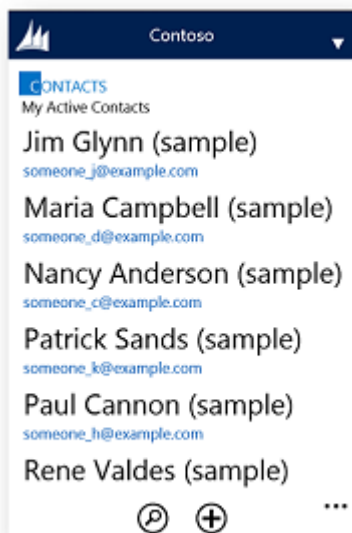 Contoso
CONTACTS
My Active Contacts
Jim Glynn (sample)
someone_j@example.com
Maria Campbell (sample)
someone_d@example.com
Nancy Anderson (sample)
someone_c@example.com
Patrick Sands (sample)
someone_k@example.com
Paul Cannon (sample)
someone_h@example.com
Rene Valdes (sample)